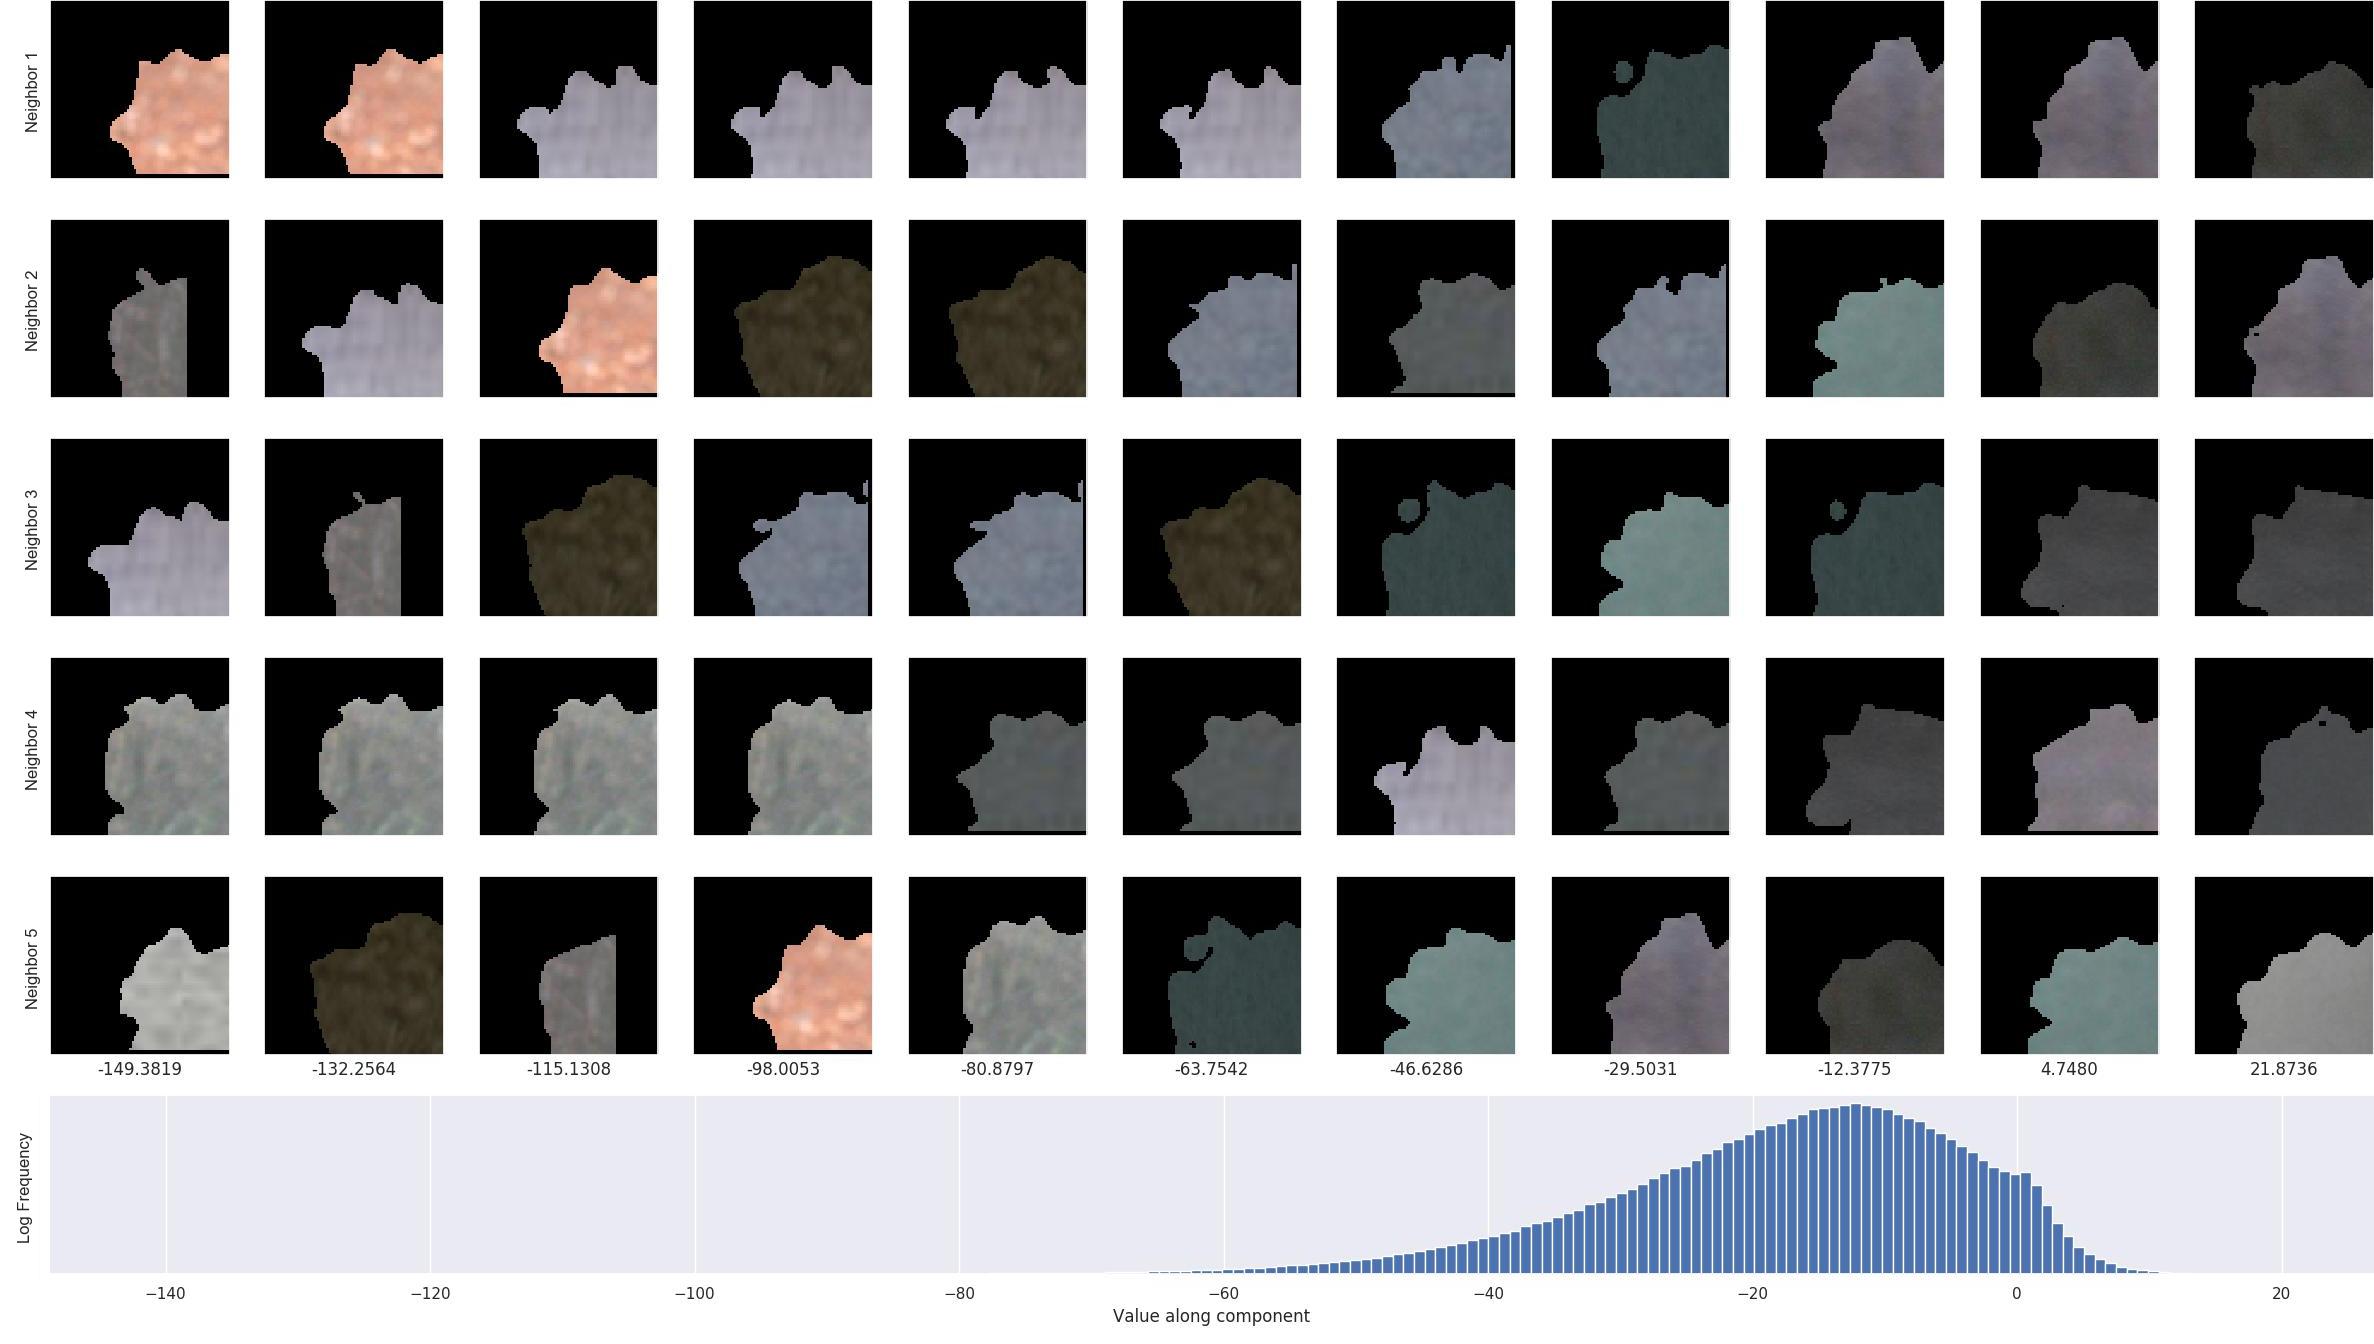 Neighbor 1
Neighbor 2
Neighbor 3
Neighbor 4
Neighbor 5
-149.3819 -132.2564 -115.1308 -98.0053 -80.8797 -63.7542 -46.6286 -29.5031 -12.3775 4.7480 21.8736
Log Frequency
−140 −120 −100 −80 −60 −40 −20 0 20
Value along component